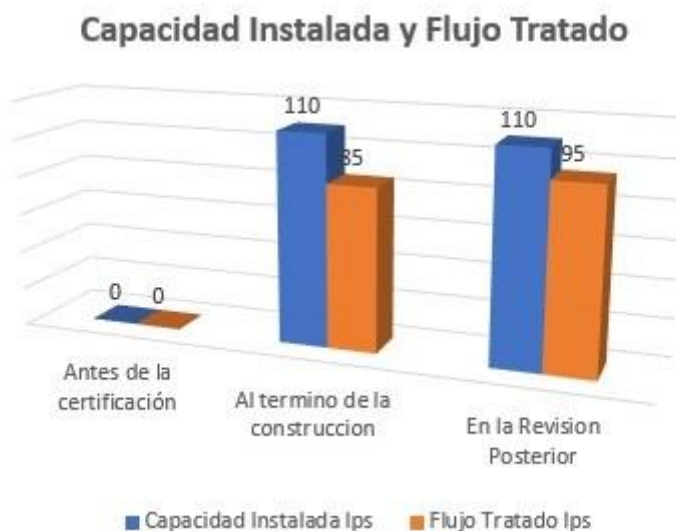 Capacidad Instalada y Flujo Tratado
110
85
110
95
0
0
Antes de la
certificación
Al termino de la
construccion
En la Revision
Posterior
Capacidad Instalada lps
Flujo Tratado lps